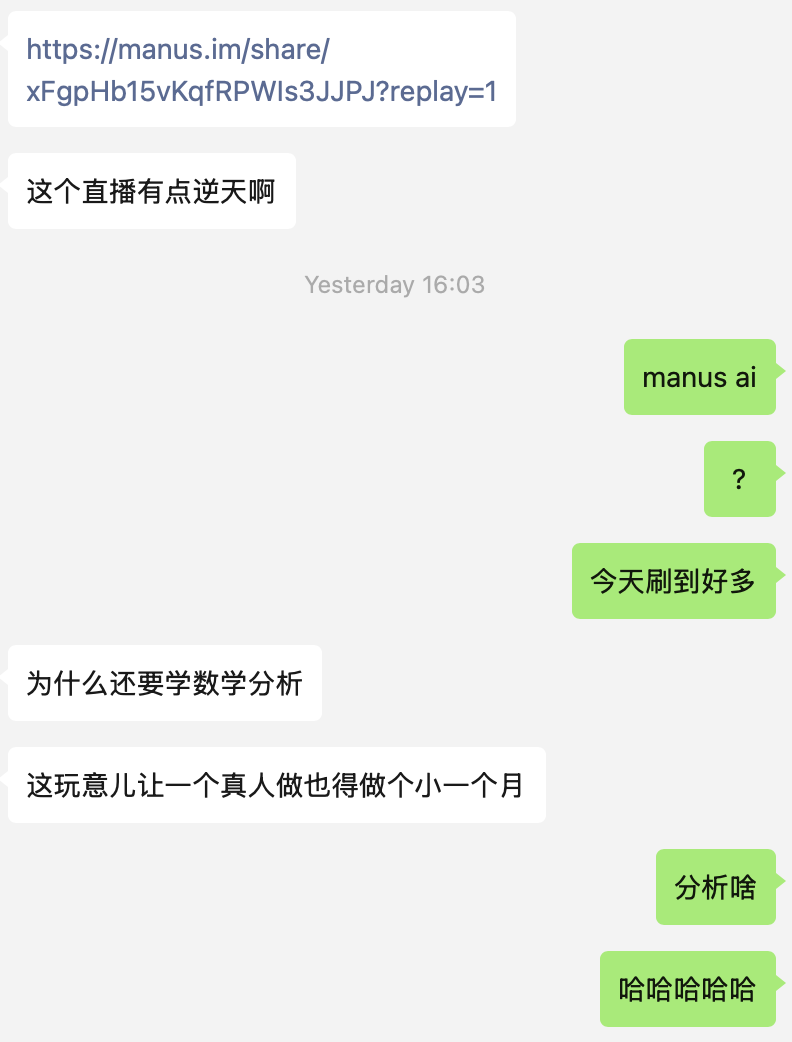 https://manus.im/share/
xFgpHb15vKqfRPWIs3JJPJ?replay=1
这个直播有点逆天啊
Yesterday 16:03
manus ai
?
今天刷到好多
为什么还要学数学分析
这玩意儿让一个真人做也得做个小一个月
分析啥
哈哈哈哈哈